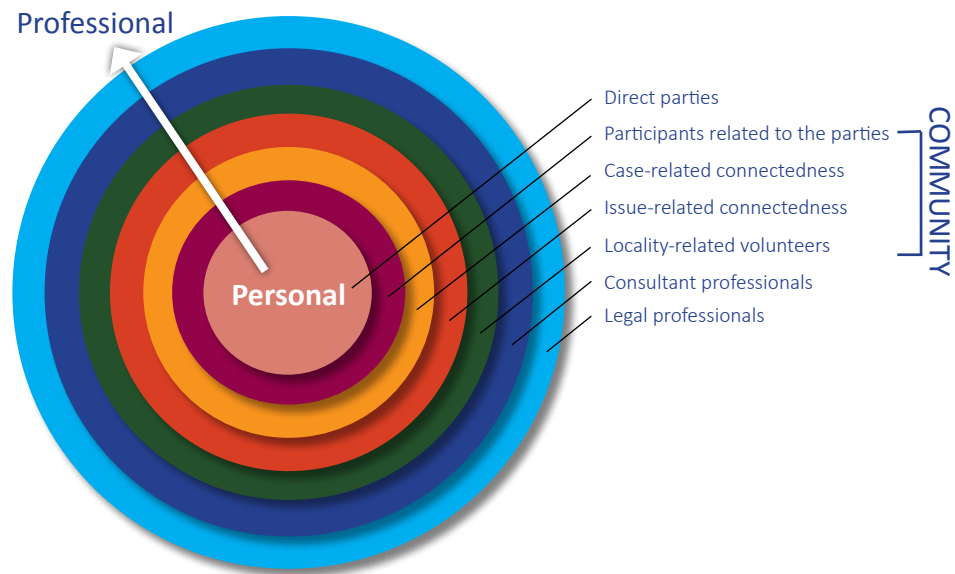 Professional
Direct parties
Participants related to the parties
Case-related connectedness
Issue-related connectedness
Locality-related volunteers
Consultant professionals
Legal professionals
COMMUNITY
Personal